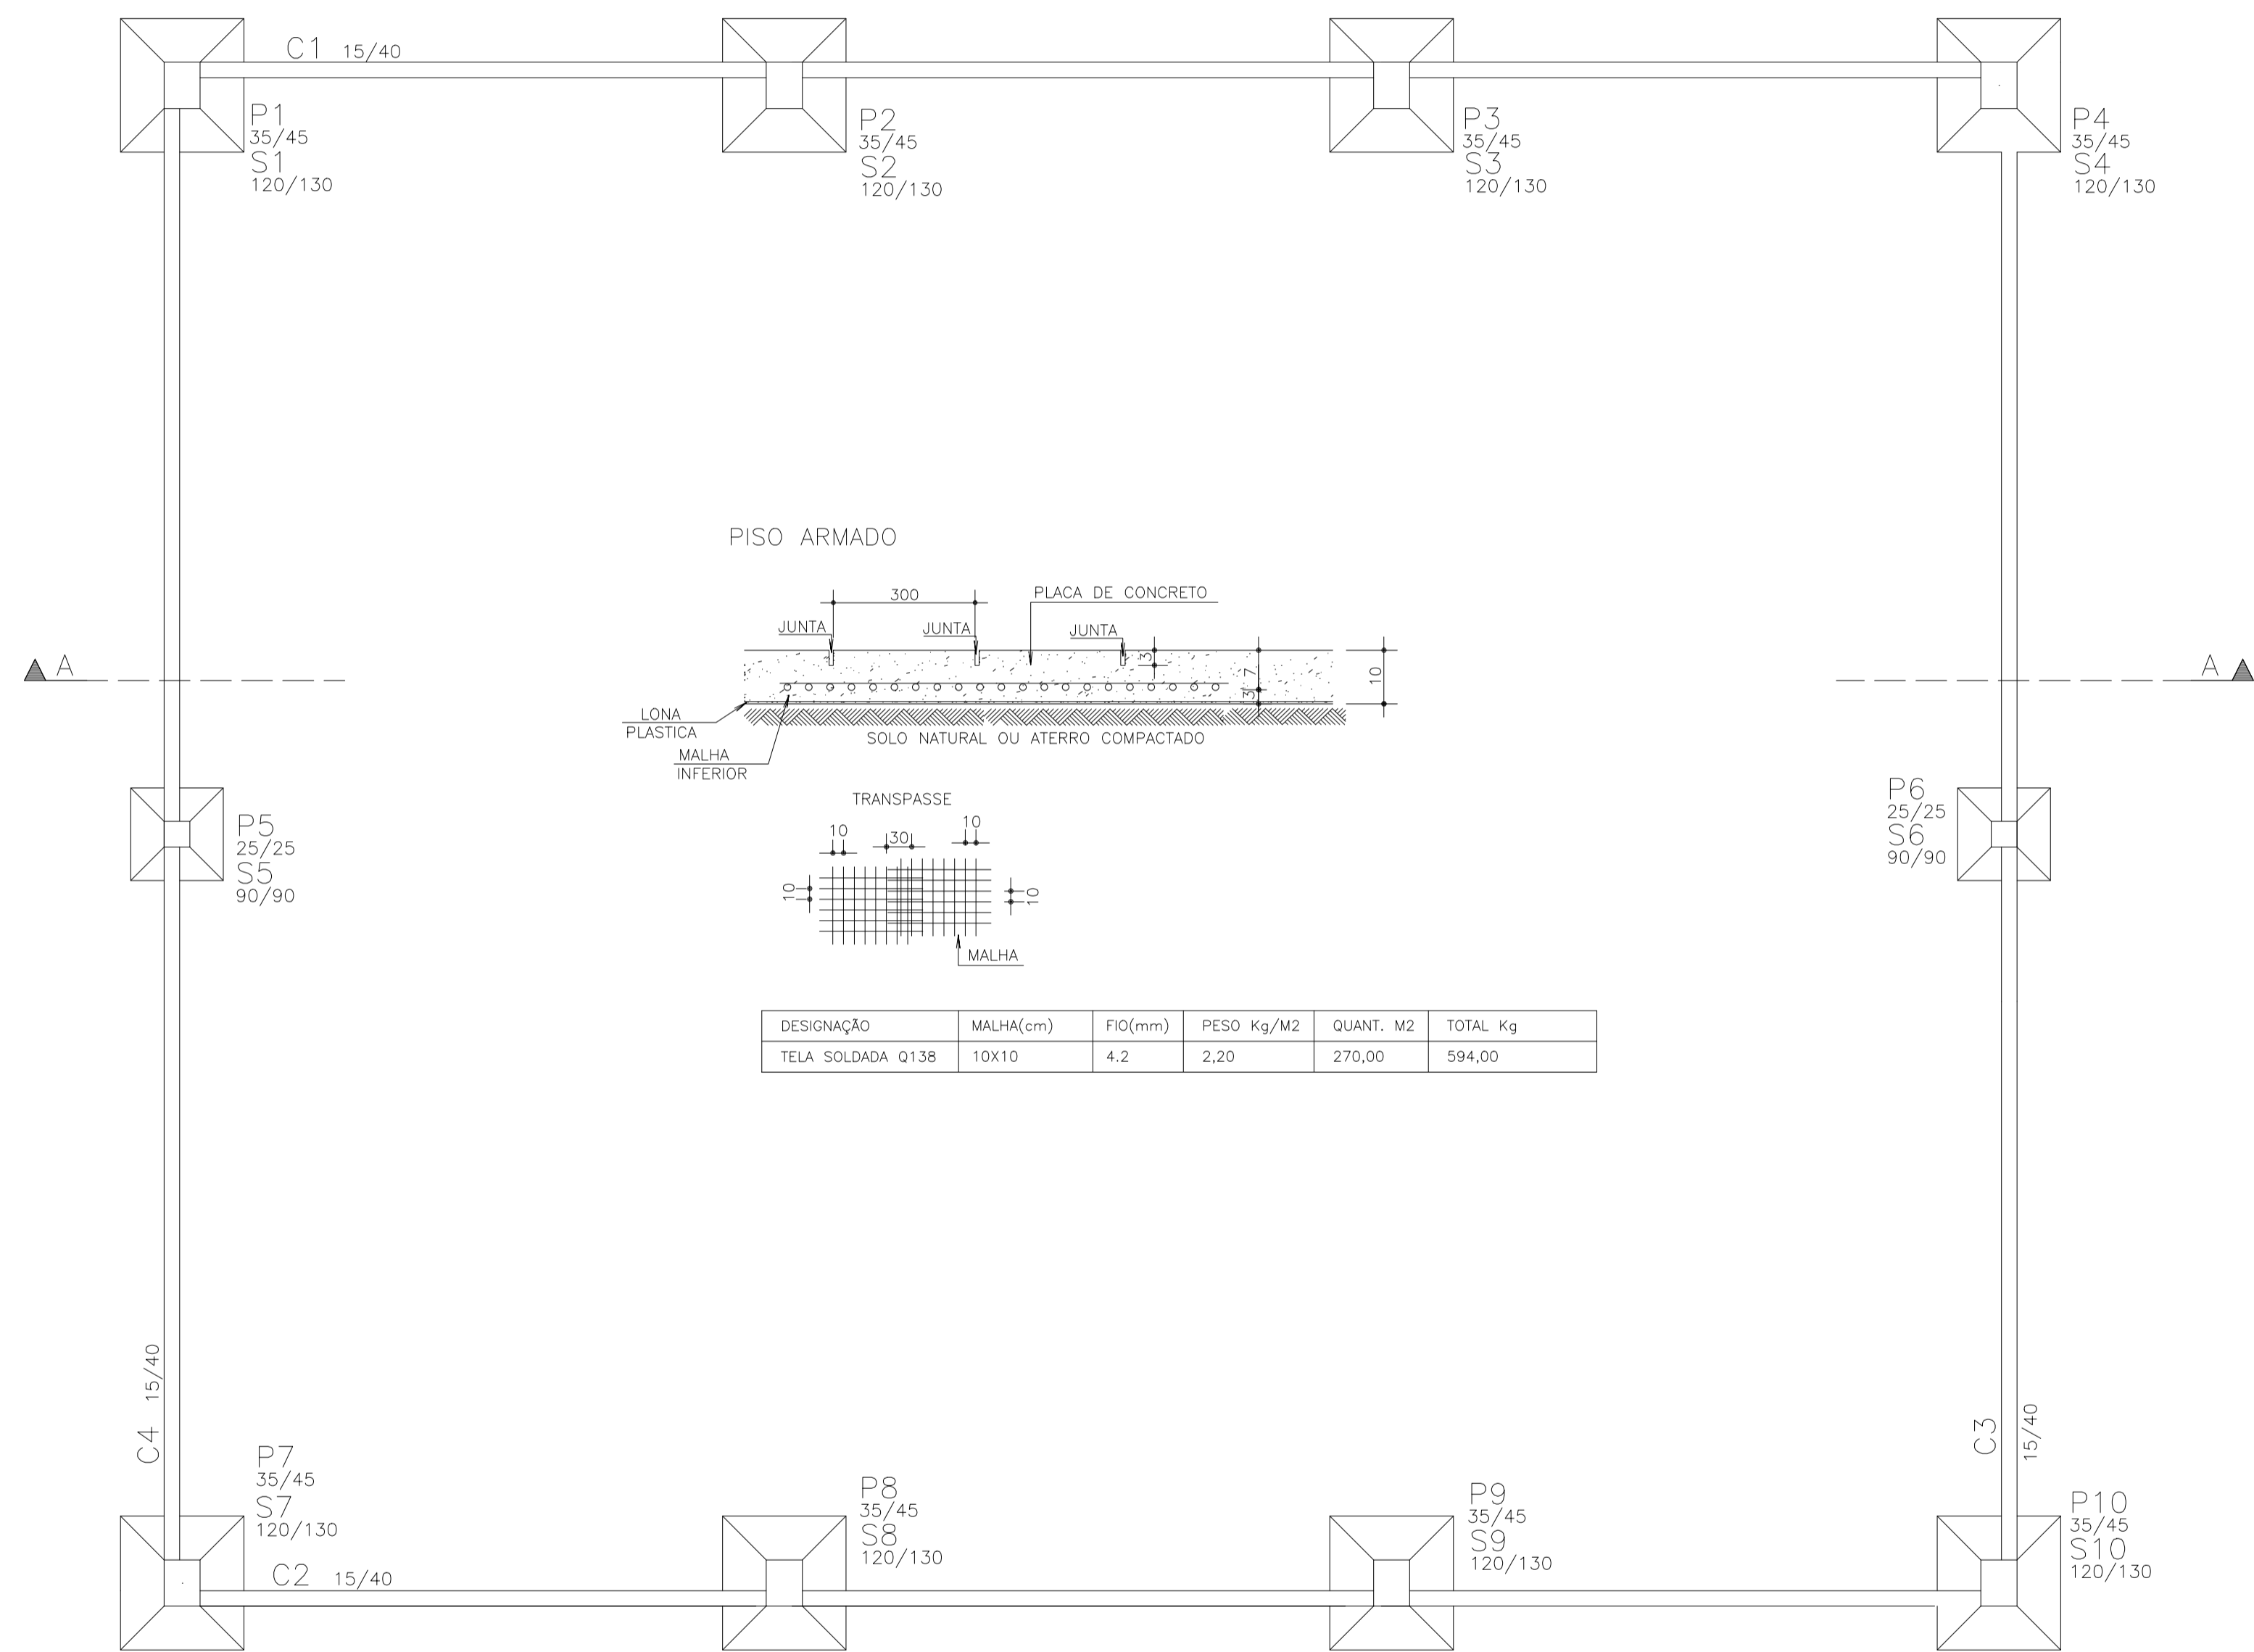 C1 15/40
P1
35/45
S1
120/130
P2
35/45
S2
120/130
P3
35/45
S3
120/130
P4
35/45
S4
120/130
PISO ARMADO
300
PLACA DE CONCRETO
JUNTA
JUNTA
JUNTA
3
7
3
10
A
A
LONA
PLASTICA
SOLO NATURAL OU ATERRO COMPACTADO
MALHA
INFERIOR
TRANSPASSE
10
30
10
10
10
MALHA
P5
25/25
S5
90/90
P6
25/25
S6
90/90
DESIGNAÇÃO MALHA(cm) FIO(mm) PESO Kg/M2 QUANT. M2 TOTAL Kg
TELA SOLDADA Q138 10X10 4.2 2,20 270,00 594,00
C4 15/40
C3 15/40
P7
35/45
S7
120/130
P8
35/45
S8
120/130
P9
35/45
S9
120/130
P10
35/45
S10
120/130
C2 15/40